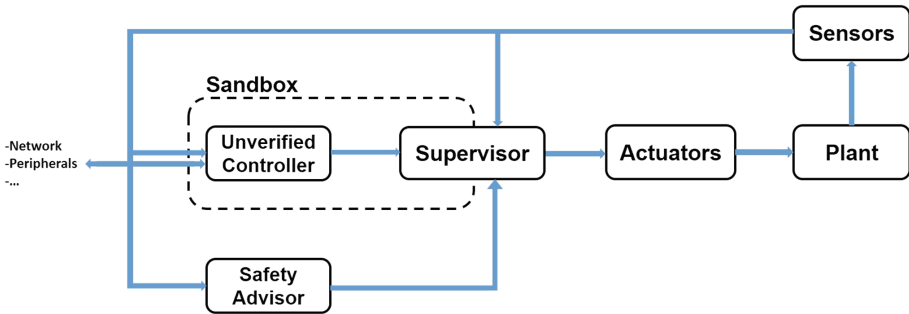 Sensors
Sandbox
-Network
-Peripherals
-...
Unverified
Controller
Supervisor
Actuators
Plant
Safety
Advisor